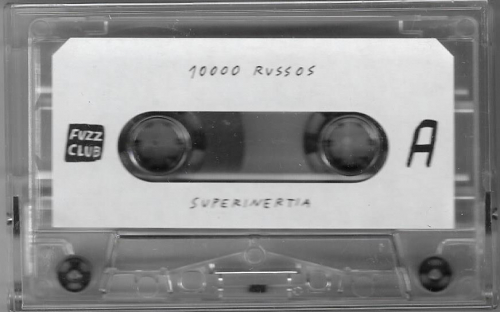 10000 RUSSOS
FUZZ
CLUB
A
SUPERINERTIA